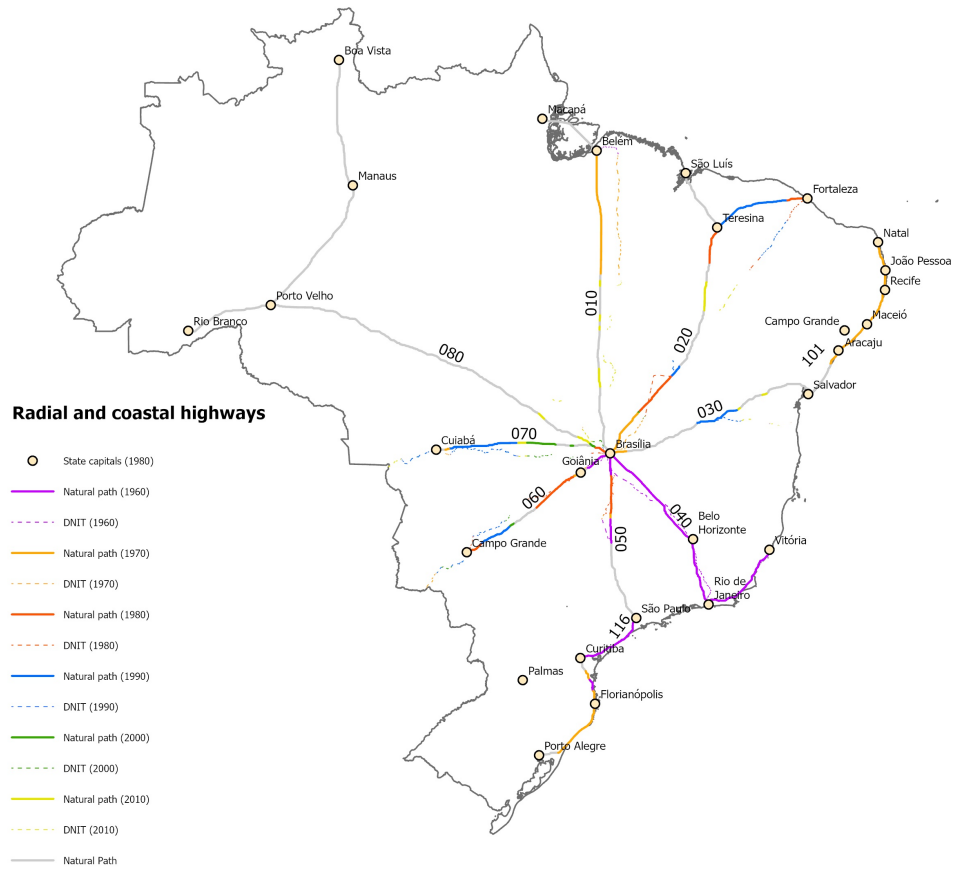 Boa Vista
Macapá
Belém
Manaus
São Luís
Fortaleza
Teresina
Natal
João Pessoa
Recife
Porto Velho
Rio Branco
010
Maceió
Campo Grande
020
Aracaju
080
101
Salvador
Radial and coastal highways
030
070
Cuiabá
Brasília
State capitals (1980)
Goiânia
Natural path (1960)
060
DNIT (1960)
040
Belo
Horizonte
050
Campo Grande
Vitória
Natural path (1970)
DNIT (1970)
Rio de
Janeiro
Natural path (1980)
São Paulo
116
DNIT (1980)
Curitiba
Palmas
Natural path (1990)
Florianópolis
DNIT (1990)
Natural path (2000)
Porto Alegre
DNIT (2000)
Natural path (2010)
DNIT (2010)
Natural Path